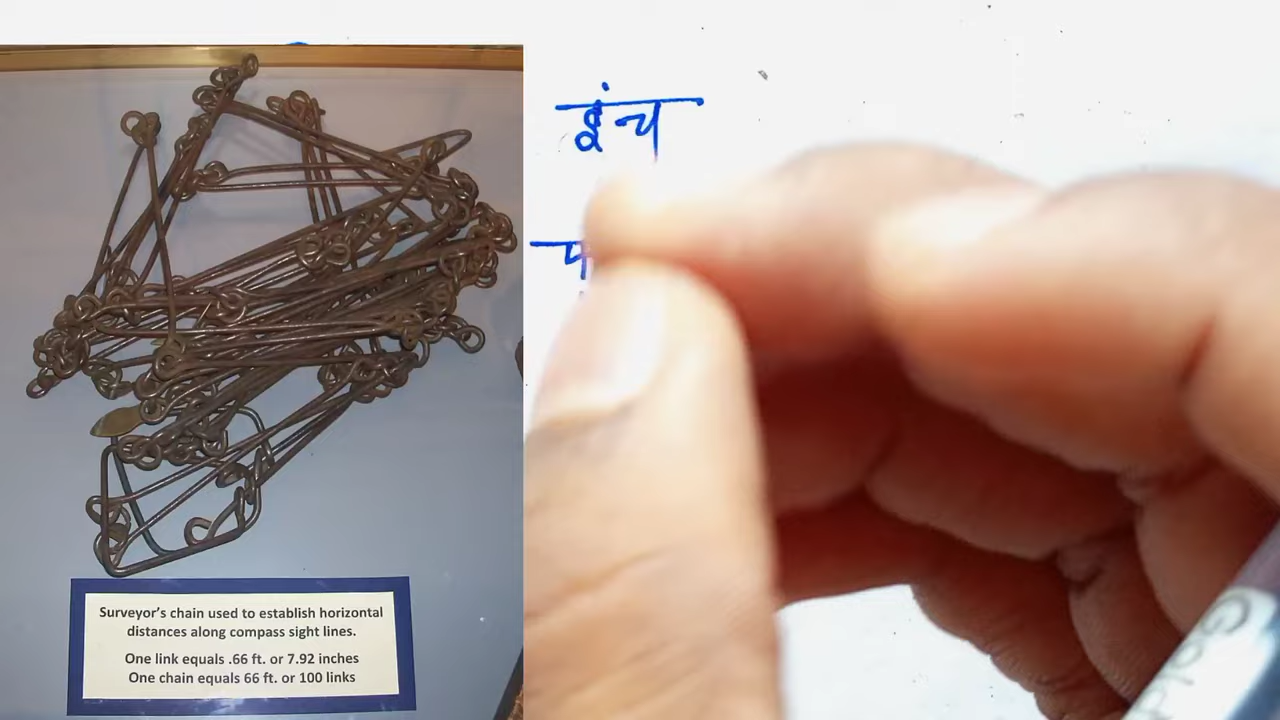 Surveyor's chain used to establish horizontal
distances along compass sight lines.
One link equals .66 ft. or 7.92 inches
One chain equals 66 ft. or 100 links
इंच